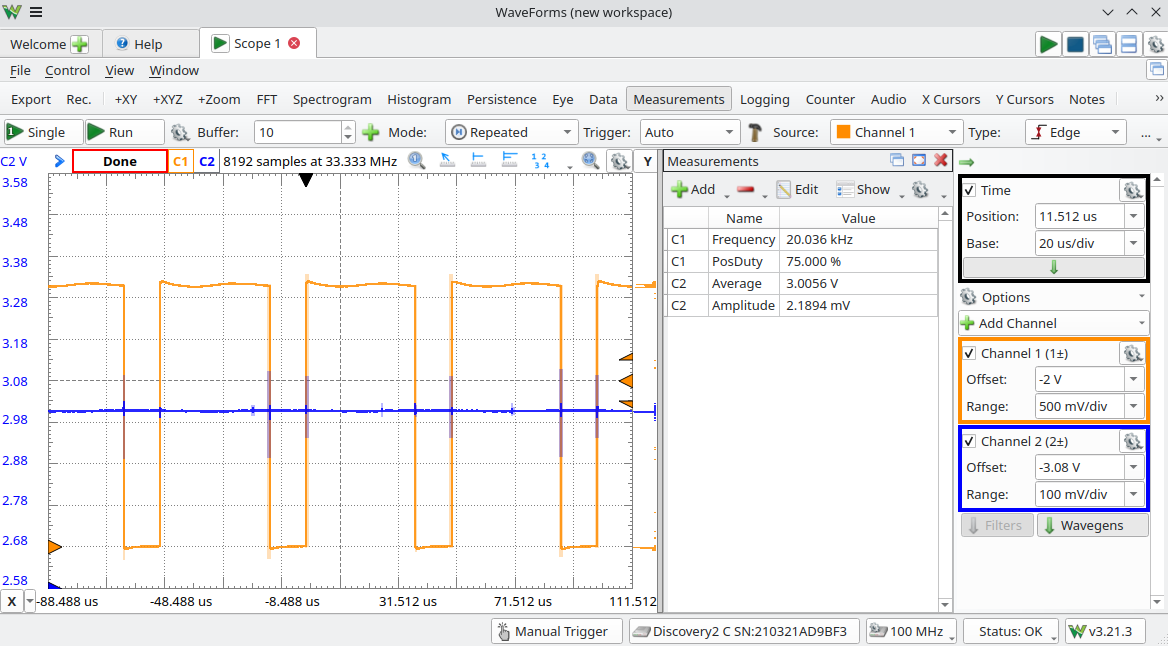 WaveForms (new workspace)
Welcome Help Scope 1
File Control View Window
Export Rec. +XY +XYZ +Zoom FFT Spectrogram Histogram Persistence Eye Data Measurements Logging Counter Audio X Cursors Y Cursors Notes »
1 Single Run Buffer: 10 Mode: Repeated Trigger: Auto Source: Channel 1 Type: Edge ...
C2 V Done C1 C2 8192 samples at 33.333 MHz 1 2 3 4 Y
Measurements
Add Edit Show
Name Value
C1 Frequency 20.036 kHz
C1 PosDuty 75.000 %
C2 Average 3.0056 V
C2 Amplitude 2.1894 mV
3.58
3.48
3.38
3.28
3.18
3.08
2.98
2.88
2.78
2.68
2.58
X -88.488 us -48.488 us -8.488 us 31.512 us 71.512 us 111.512
Time
Position: 11.512 us
Base: 20 us/div
Options
Add Channel
Channel 1 (1±)
Offset: -2 V
Range: 500 mV/div
Channel 2 (2±)
Offset: -3.08 V
Range: 100 mV/div
Filters Wavegens
Manual Trigger Discovery2 C SN:210321AD9BF3 100 MHz Status: OK v3.21.3